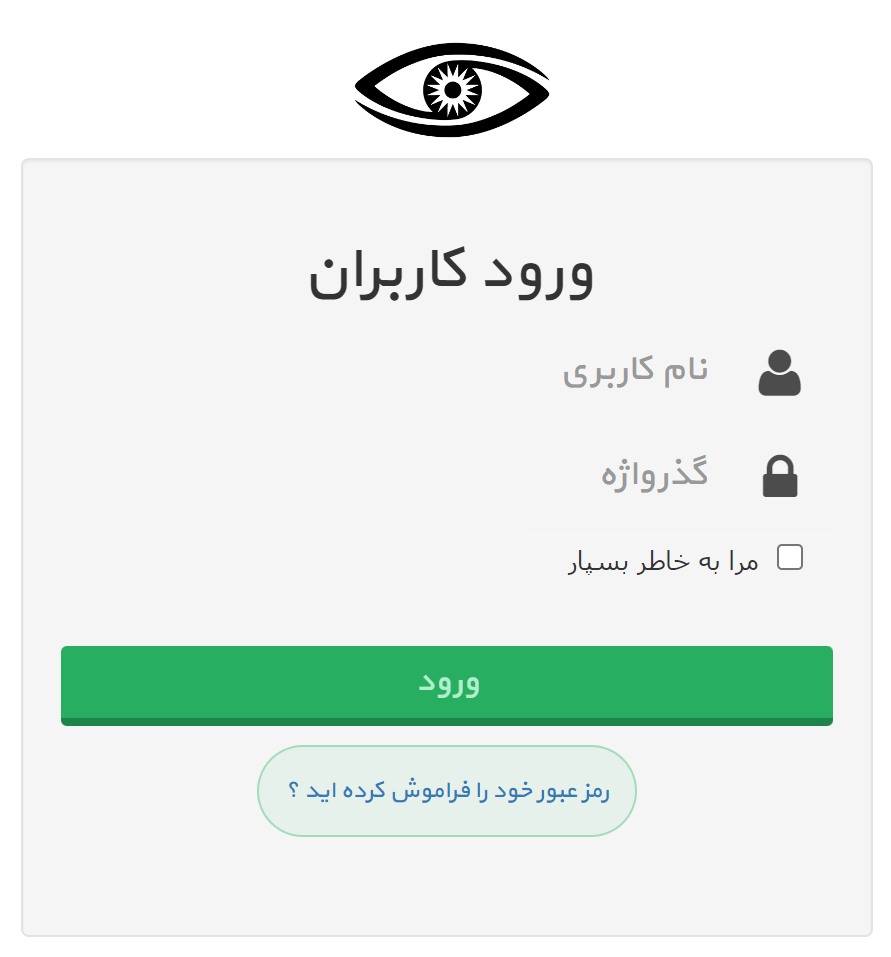 ورود کاربران
نام کاربری
گذرواژه
مرا به خاطر بسپار
ورود
رمز عبور خود را فراموش کرده اید ؟